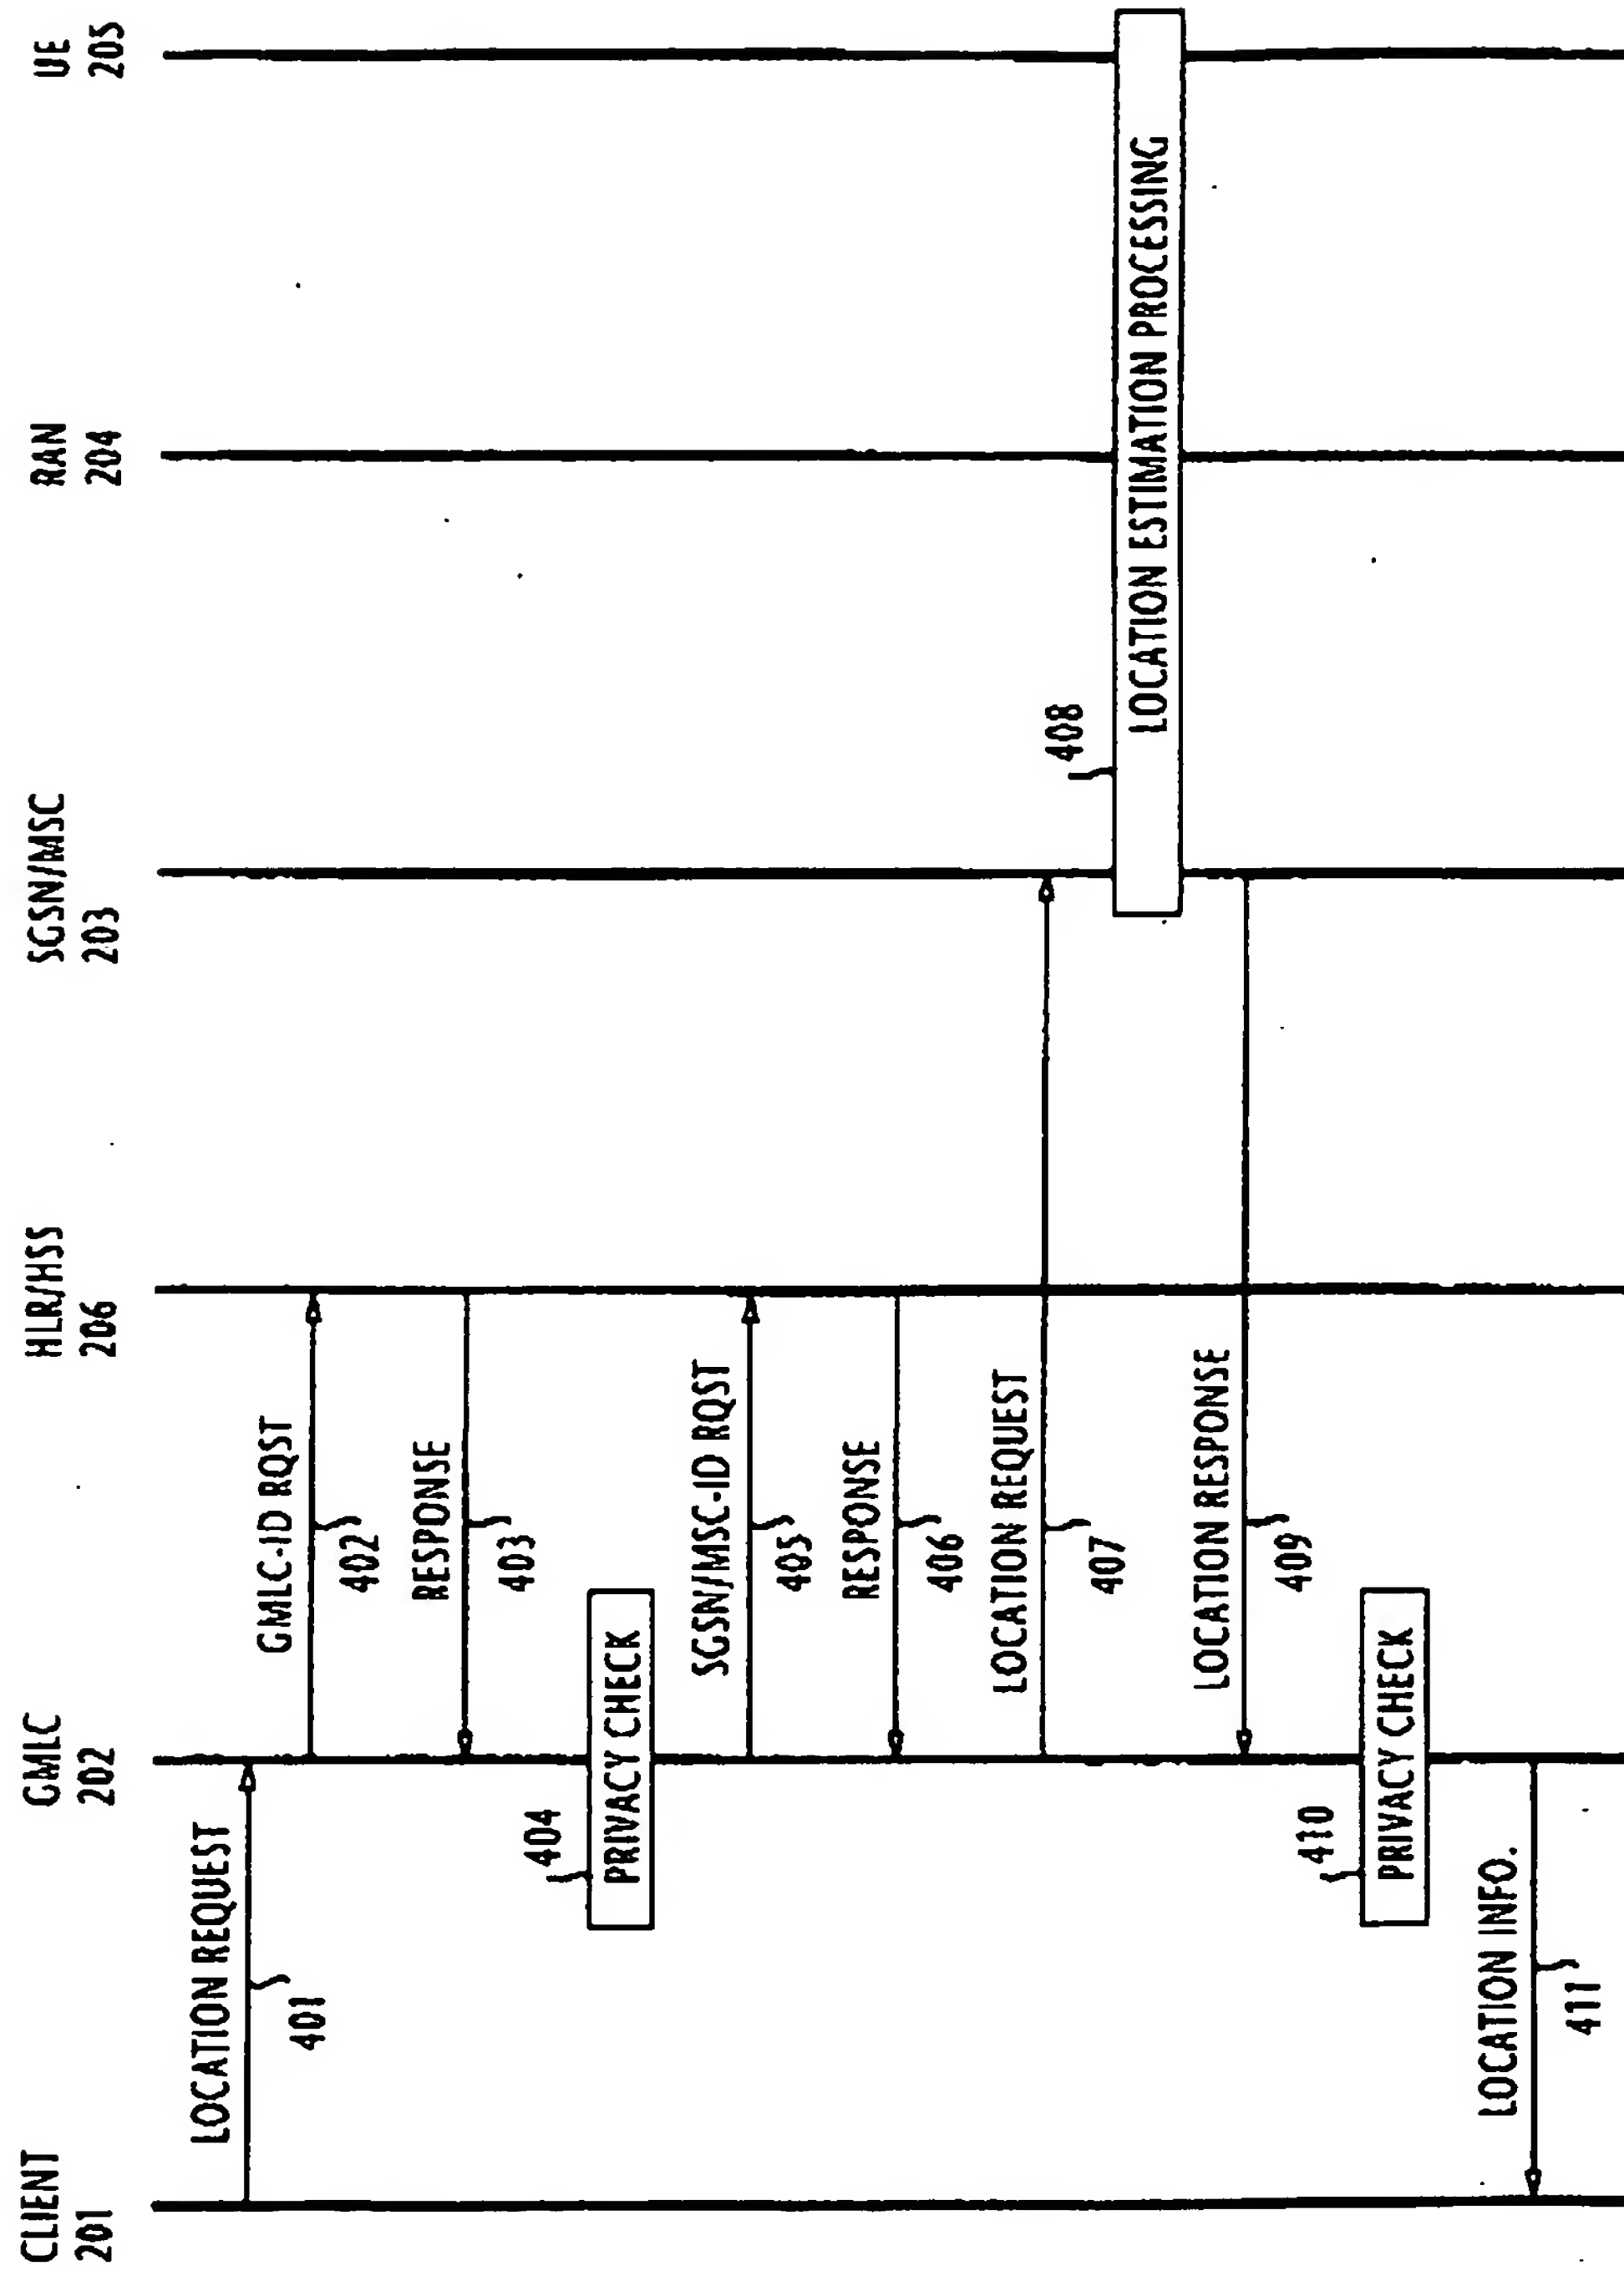 CLIENT
201
GMLC
202
HLR/HSS
206
SGSN/MSC
203
RAN
204
UE
205
LOCATION REQUEST
401
GMLC-ID RQST
402
RESPONSE
403
404
PRIVACY CHECK
SGSN/MSC-ID RQST
405
RESPONSE
406
LOCATION REQUEST
407
408
LOCATION ESTIMATION PROCESSING
LOCATION RESPONSE
409
410
PRIVACY CHECK
LOCATION INFO.
411